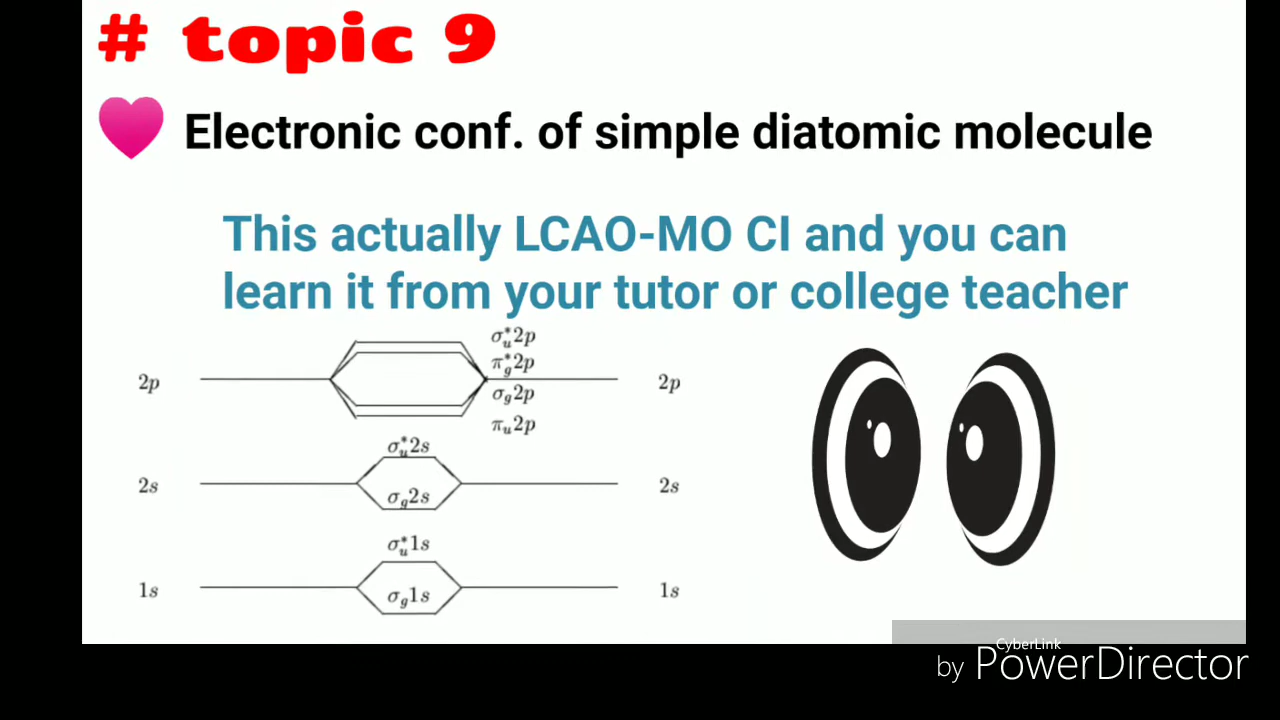 # topic 9
Electronic conf. of simple diatomic molecule
This actually LCAO-MO CI and you can
learn it from your tutor or college teacher
σ*u2p
π*g2p
2p 2p
σg2p
πu2p
σ*u2s
2s 2s
σg2s
σ*u1s
1s 1s
σg1s
CyberLink
by PowerDirector